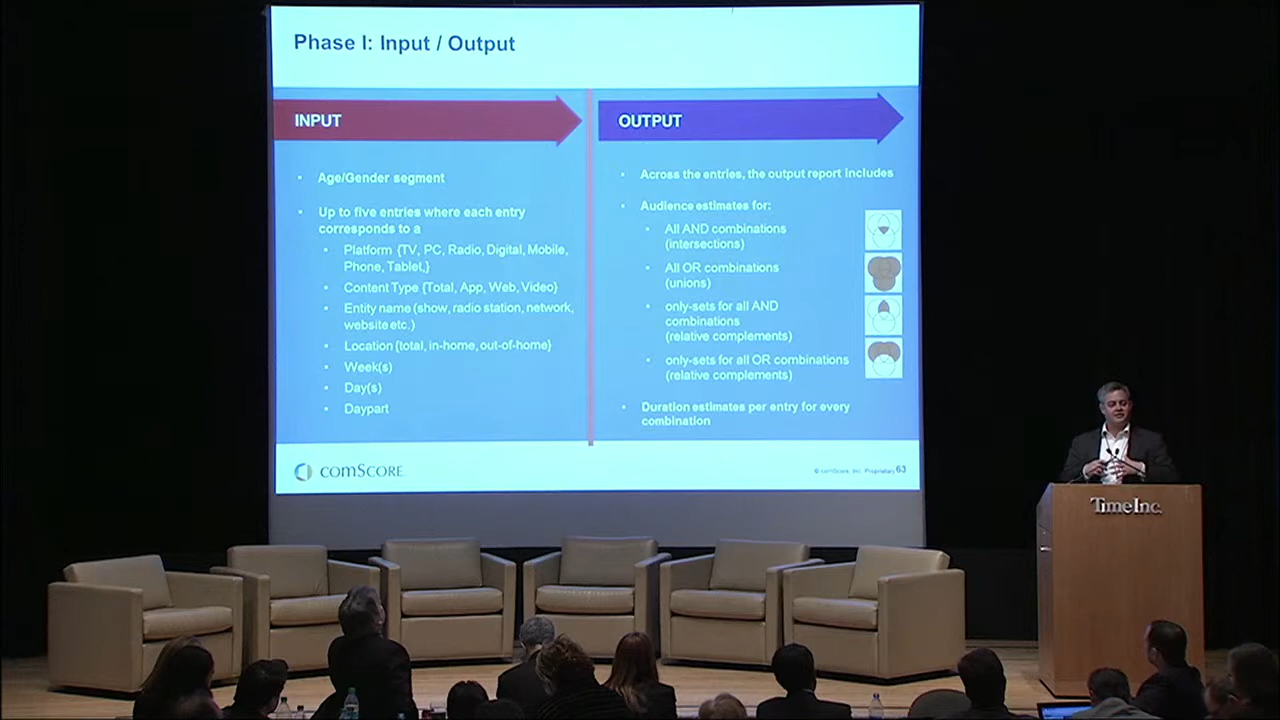 Phase I: Input / Output
INPUT
• Age/Gender segment
• Up to five entries where each entry
corresponds to a
• Platform {TV, PC, Radio, Digital, Mobile,
Phone, Tablet,}
• Content Type {Total, App, Web, Video}
• Entity name (show, radio station, network,
website etc.)
• Location {total, in-home, out-of-home}
• Week(s)
• Day(s)
• Daypart
OUTPUT
• Across the entries, the output report includes
• Audience estimates for:
• All AND combinations
(intersections)
• All OR combinations
(unions)
• only-sets for all AND
combinations
(relative complements)
• only-sets for all OR combinations
(relative complements)
• Duration estimates per entry for every
combination
comScore
© comScore, Inc. Proprietary 63
TimeInc.